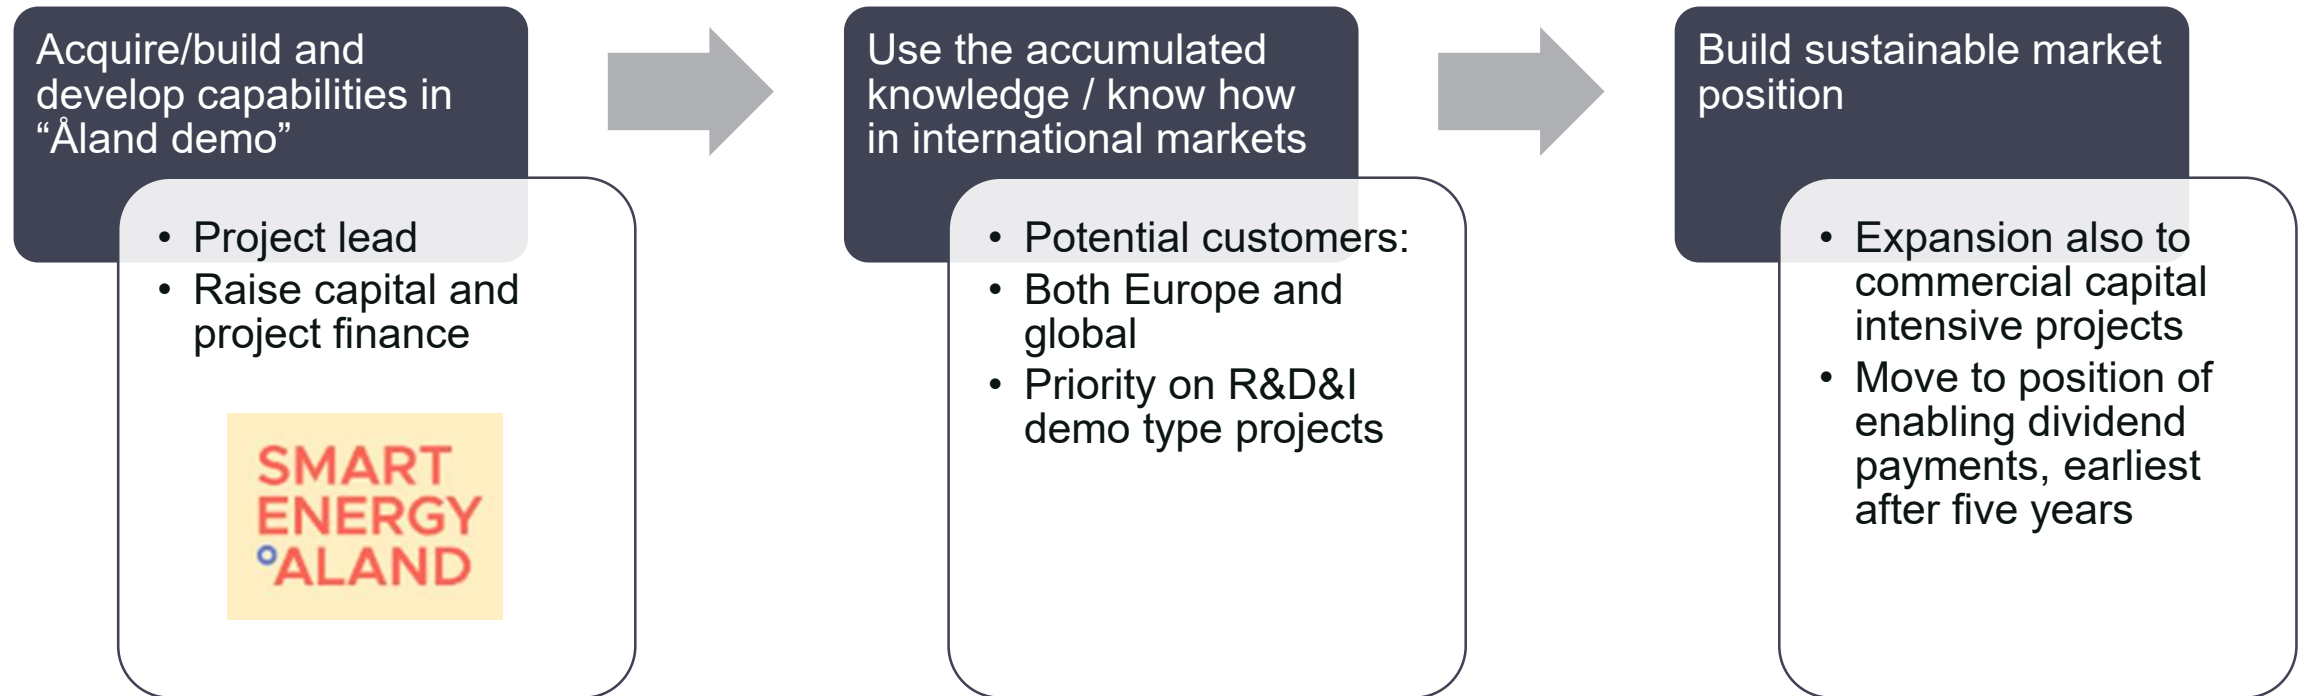 Acquire/build and
develop capabilities in
“Åland demo”
• Project lead
• Raise capital and
project finance
SMART
ENERGY
°ALAND
Use the accumulated
knowledge / know how
in international markets
• Potential customers:
• Both Europe and
global
• Priority on R&D&I
demo type projects
Build sustainable market
position
• Expansion also to
commercial capital
intensive projects
• Move to position of
enabling dividend
payments, earliest
after five years